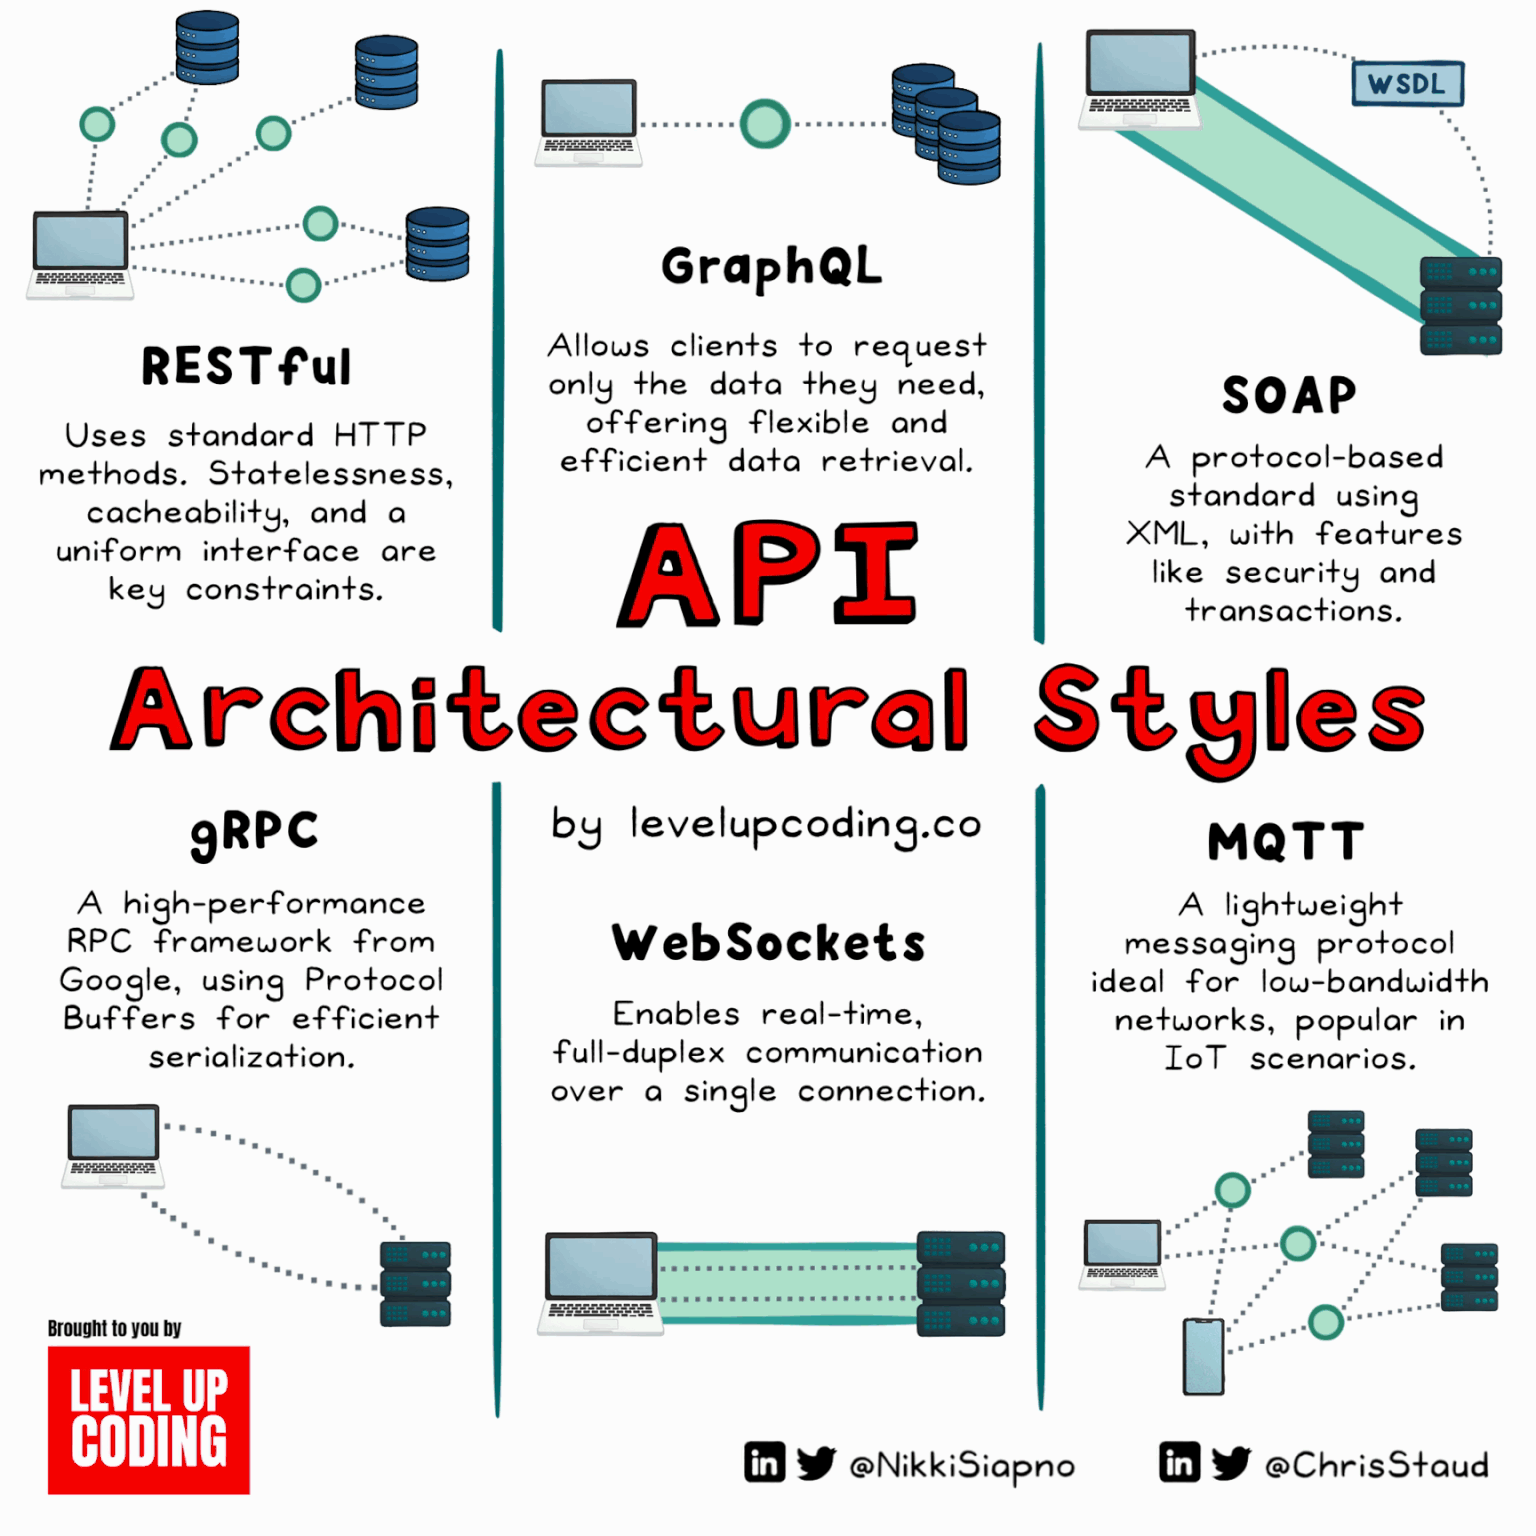 WSDL
RESTful
Uses standard HTTP
methods. Statelessness,
cacheability, and a
uniform interface are
key constraints.
GraphQL
Allows clients to request
only the data they need,
offering flexible and
efficient data retrieval.
SOAP
A protocol-based
standard using
XML, with features
like security and
transactions.
API
Architectural Styles
by levelupcoding.co
gRPC
A high-performance
RPC framework from
Google, using Protocol
Buffers for efficient
serialization.
WebSockets
Enables real-time,
full-duplex communication
over a single connection.
MQTT
A lightweight
messaging protocol
ideal for low-bandwidth
networks, popular in
IoT scenarios.
Brought to you by
LEVEL UP
CODING
in @NikkiSiapno
in @ChrisStaud